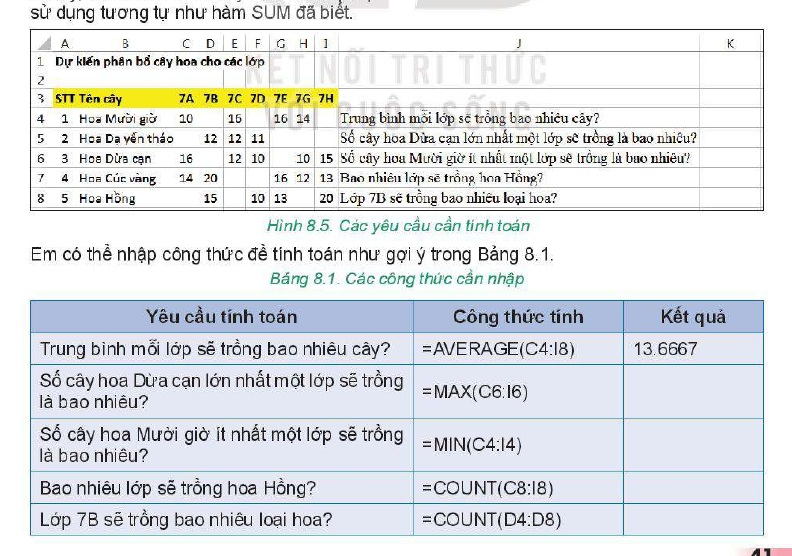 sử dụng tương tự như hàm SUM đã biết.
A B C D E F G H I J K
1 Dự kiến phân bổ cây hoa cho các lớp
2
3 STT Tên cây 7A 7B 7C 7D 7E 7G 7H
4 1 Hoa Mười giờ 10 16 16 14 Trung bình mỗi lớp sẽ trồng bao nhiêu cây?
5 2 Hoa Dạ yến thảo 12 12 11 Số cây hoa Dừa cạn lớn nhất một lớp sẽ trồng là bao nhiêu?
6 3 Hoa Dừa cạn 16 12 10 10 15 Số cây hoa Mười giờ ít nhất một lớp sẽ trồng là bao nhiêu?
7 4 Hoa Cúc vàng 14 20 16 12 13 Bao nhiêu lớp sẽ trồng hoa Hồng?
8 5 Hoa Hồng 15 10 13 20 Lớp 7B sẽ trồng bao nhiêu loại hoa?
KẾT NỐI TRI THỨC
VỚI CUỘC SỐNG
Hình 8.5. Các yêu cầu cần tính toán
Em có thể nhập công thức để tính toán như gợi ý trong Bảng 8.1.
Bảng 8.1. Các công thức cần nhập
Yêu cầu tính toán Công thức tính Kết quả
Trung bình mỗi lớp sẽ trồng bao nhiêu cây? =AVERAGE(C4:I8) 13.6667
Số cây hoa Dừa cạn lớn nhất một lớp sẽ trồng
là bao nhiêu? =MAX(C6:I6)
Số cây hoa Mười giờ ít nhất một lớp sẽ trồng
là bao nhiêu? =MIN(C4:I4)
Bao nhiêu lớp sẽ trồng hoa Hồng? =COUNT(C8:I8)
Lớp 7B sẽ trồng bao nhiêu loại hoa? =COUNT(D4:D8)
41